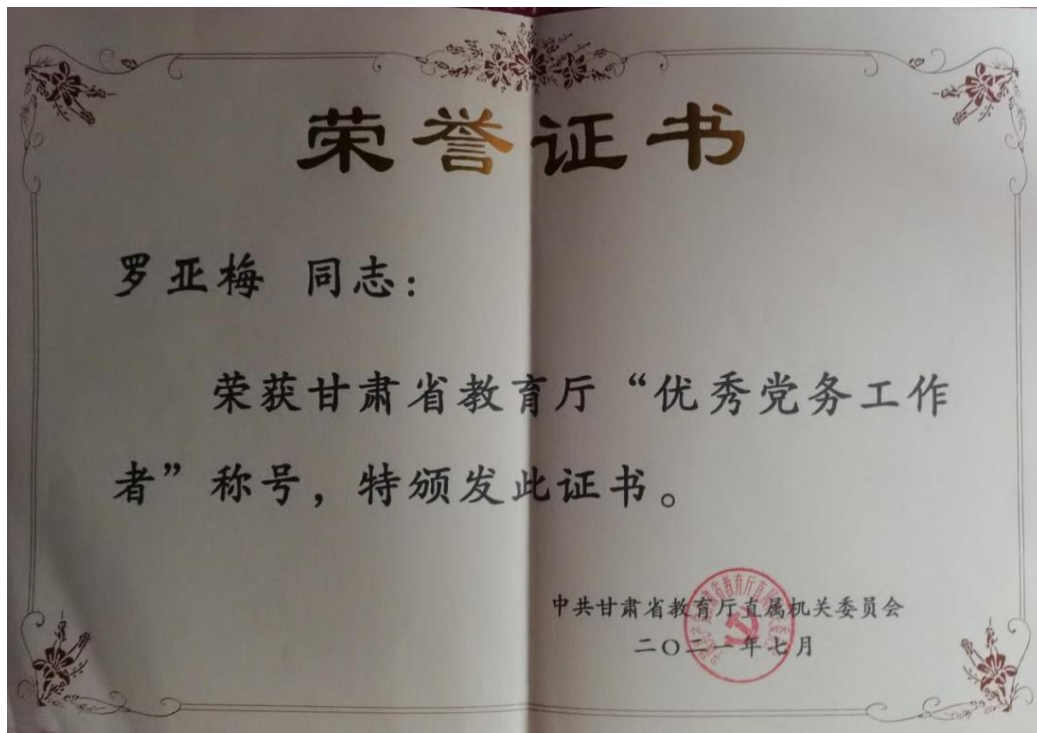 荣誉证书
罗亚梅 同志：
荣获甘肃省教育厅“优秀党务工作
者”称号，特颁发此证书。
中共甘肃省教育厅直属机关委员会
二〇二一年七月